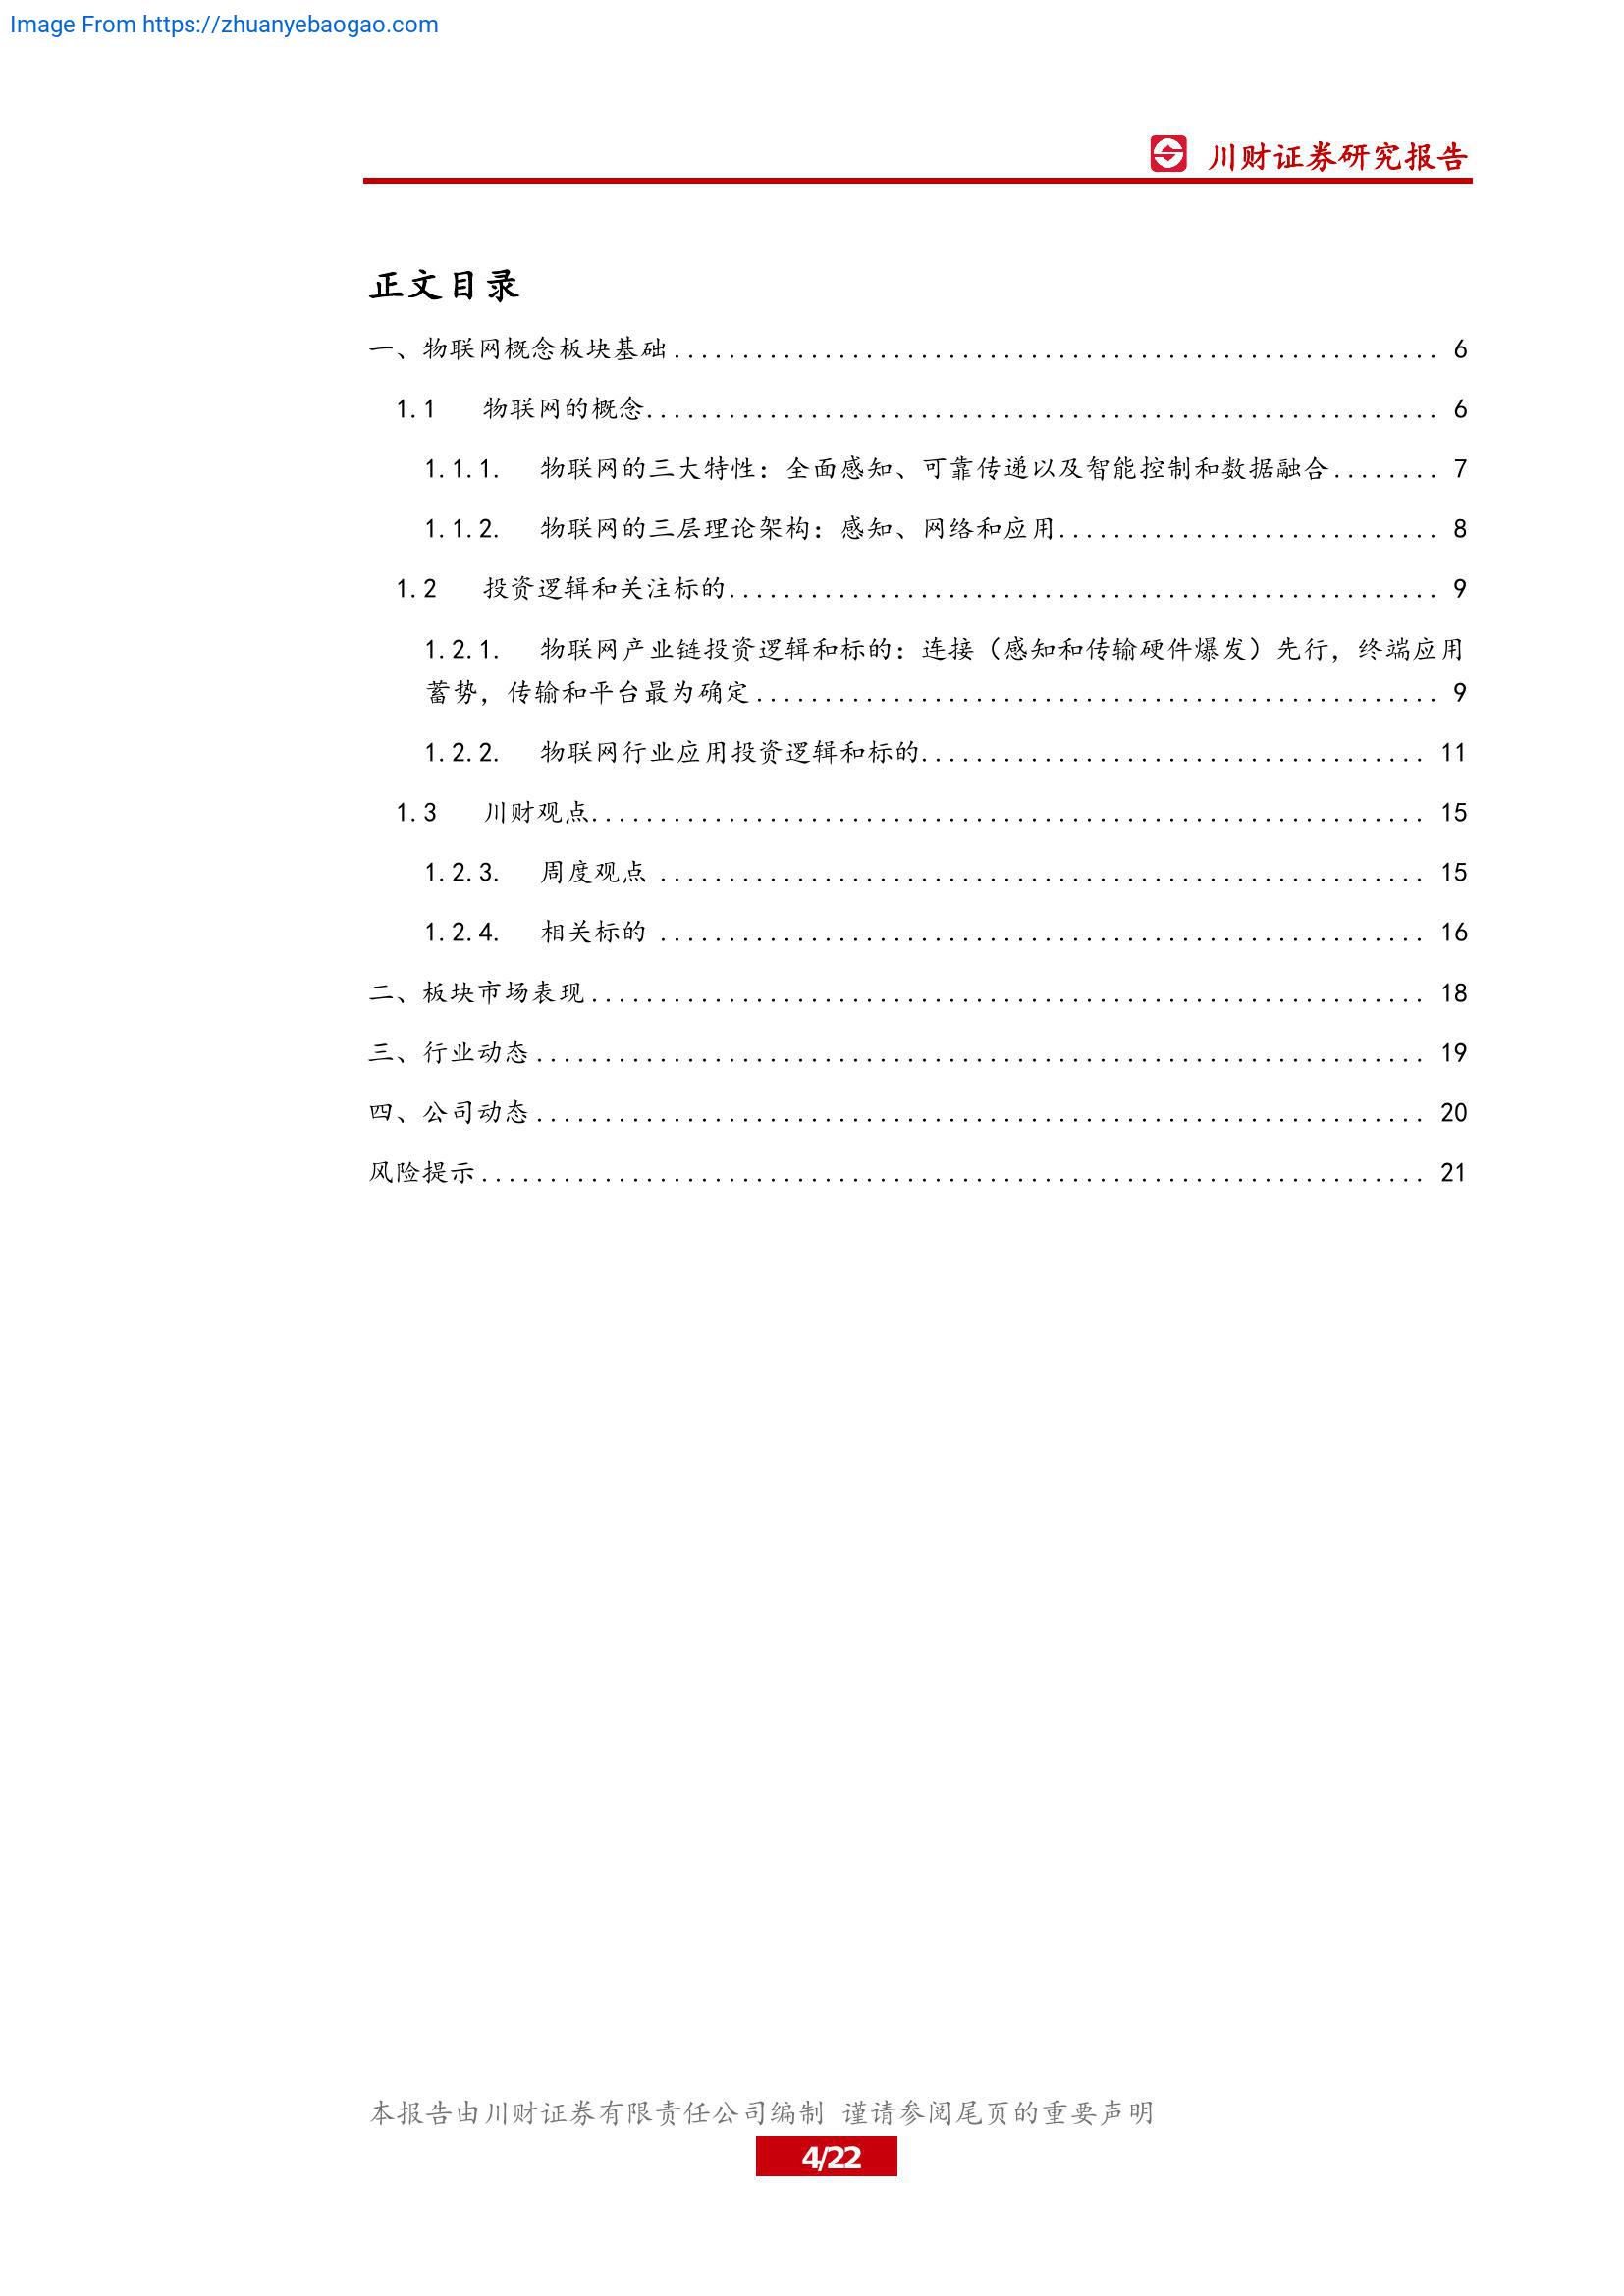 Image From https://zhuanyebaogao.com
川财证券研究报告
正文目录
一、物联网概念板块基础........................................................ 6
1.1 物联网的概念.......................................................... 6
1.1.1. 物联网的三大特性：全面感知、可靠传递以及智能控制和数据融合........ 7
1.1.2. 物联网的三层理论架构：感知、网络和应用............................ 8
1.2 投资逻辑和关注标的.................................................... 9
1.2.1. 物联网产业链投资逻辑和标的：连接（感知和传输硬件爆发）先行，终端应用
蓄势，传输和平台最为确定.................................................. 9
1.2.2. 物联网行业应用投资逻辑和标的..................................... 11
1.3 川财观点............................................................. 15
1.2.3. 周度观点 ........................................................ 15
1.2.4. 相关标的 ........................................................ 16
二、板块市场表现............................................................. 18
三、行业动态................................................................. 19
四、公司动态................................................................. 20
风险提示..................................................................... 21
本报告由川财证券有限责任公司编制 谨请参阅尾页的重要声明
4/22